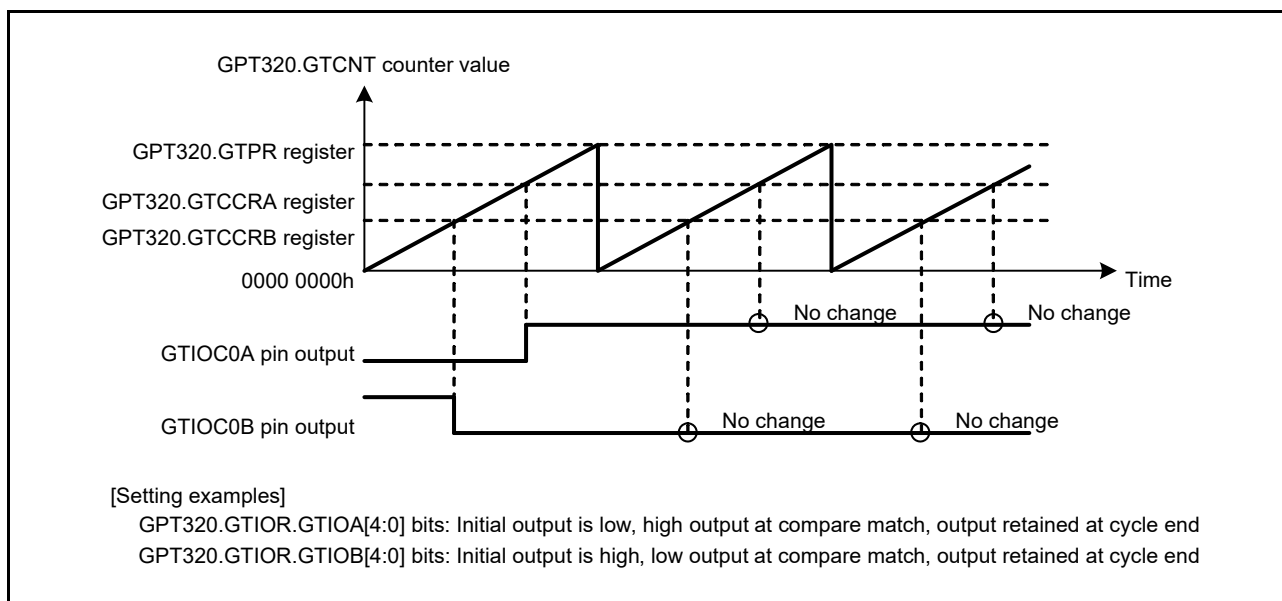 GPT320.GTCNT counter value
GPT320.GTPR register
GPT320.GTCCRA register
GPT320.GTCCRB register
0000 0000h
Time
No change
No change
GTIOC0A pin output
No change
No change
GTIOC0B pin output
[Setting examples]
GPT320.GTIOR.GTIOA[4:0] bits: Initial output is low, high output at compare match, output retained at cycle end
GPT320.GTIOR.GTIOB[4:0] bits: Initial output is high, low output at compare match, output retained at cycle end